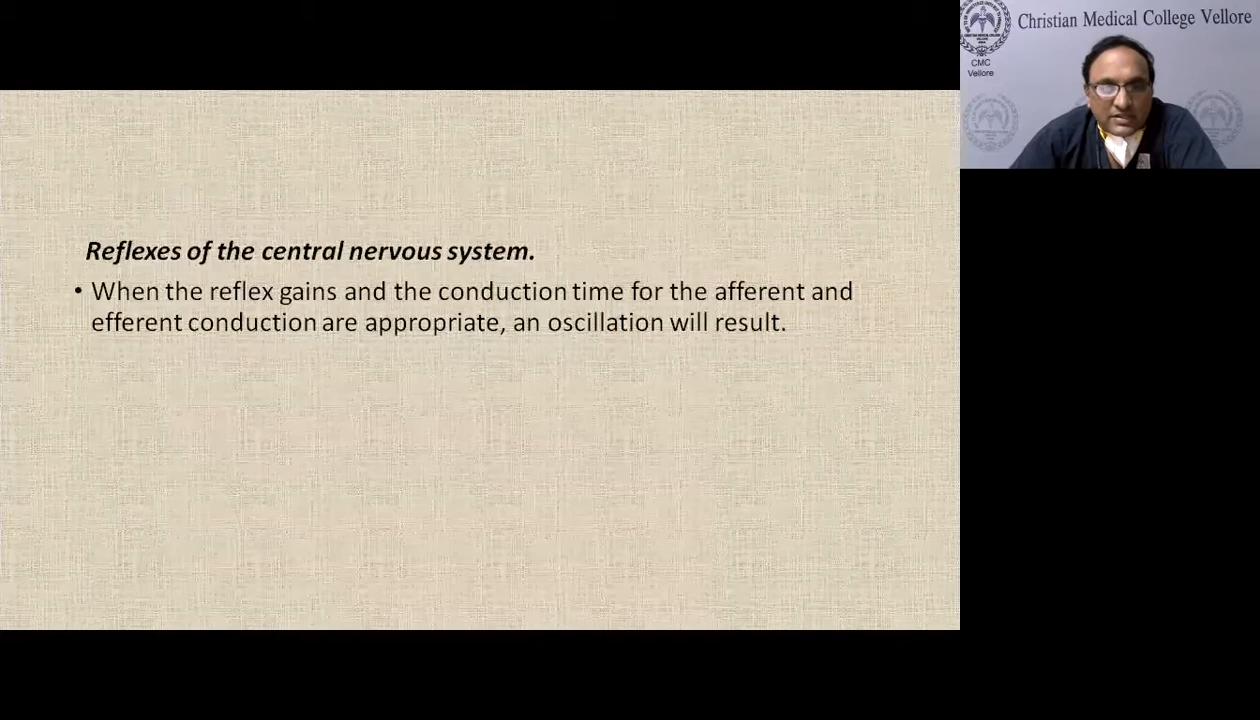 Christian Medical College Vellore
CMC
Vellore
Reflexes of the central nervous system.
• When the reflex gains and the conduction time for the afferent and
efferent conduction are appropriate, an oscillation will result.